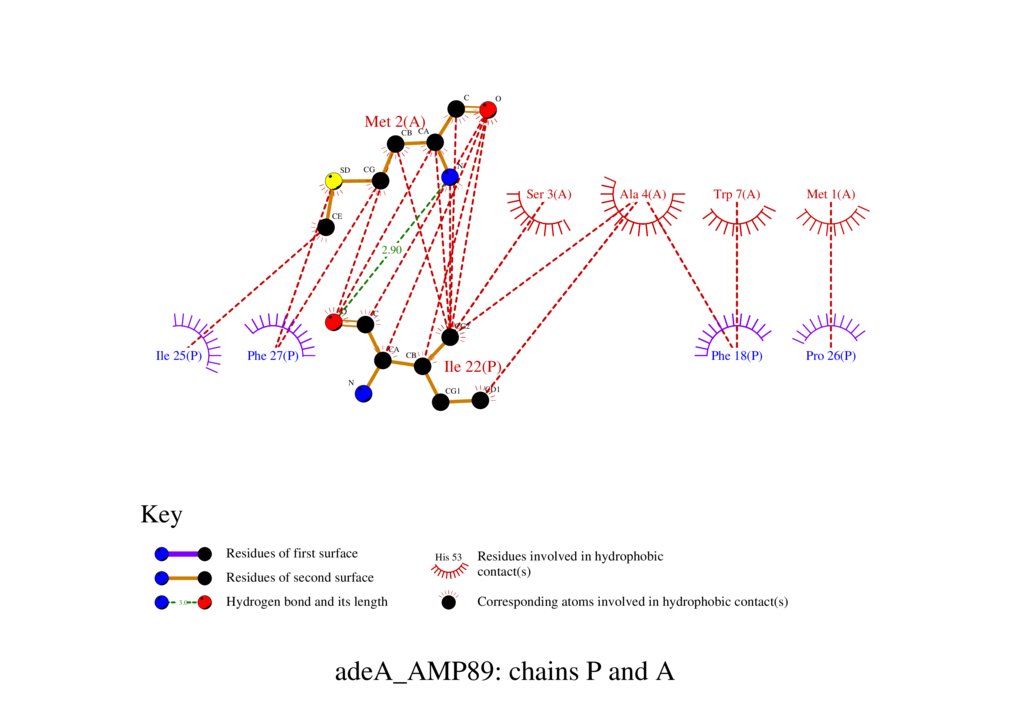 C
O
Met 2(A)
CB
CA
SD
CG
N
CE
Ser 3(A)
Ala 4(A)
Trp 7(A)
Met 1(A)
2.90
O
C
CG2
Ile 25(P)
Phe 27(P)
CA
CB
Ile 22(P)
Phe 18(P)
Pro 26(P)
N
CG1
CD1
Key
Residues of first surface
Residues of second surface
3.0
Hydrogen bond and its length
His 53
Residues involved in hydrophobic
contact(s)
Corresponding atoms involved in hydrophobic contact(s)
adeA_AMP89: chains P and A